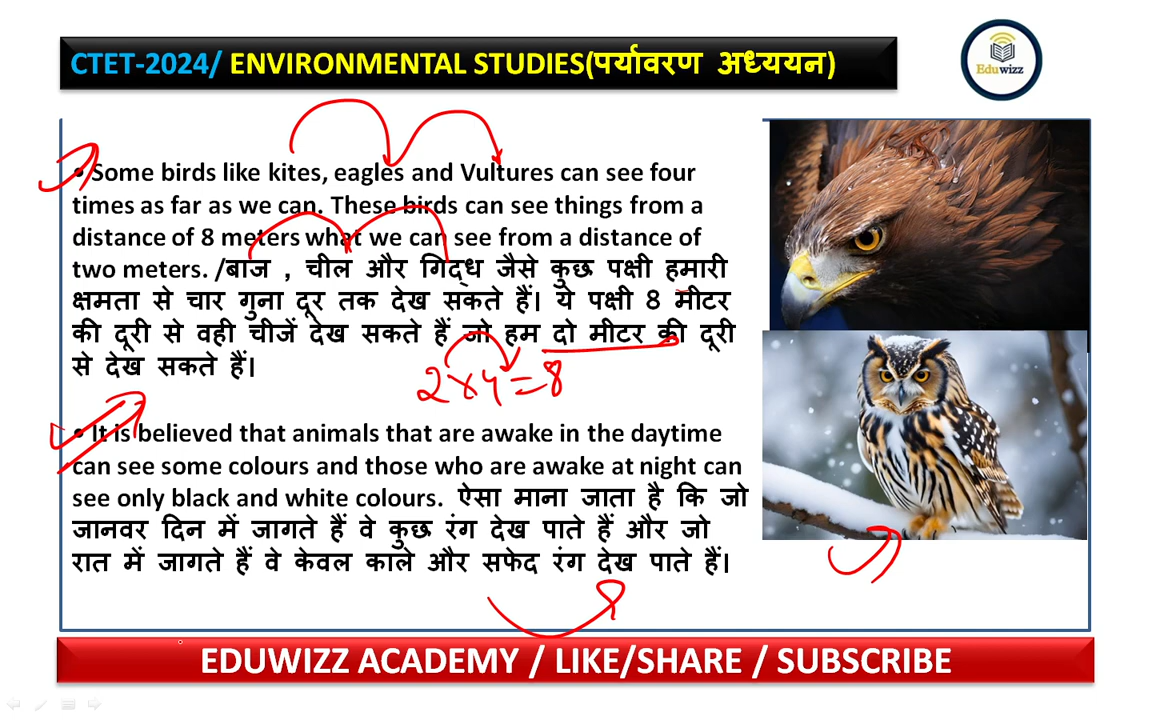 CTET-2024/ ENVIRONMENTAL STUDIES(पर्यावरण अध्ययन)
Eduwizz
• Some birds like kites, eagles and Vultures can see four
times as far as we can. These birds can see things from a
distance of 8 meters what we can see from a distance of
two meters. /बाज , चील और गिद्ध जैसे कुछ पक्षी हमारी
क्षमता से चार गुना दूर तक देख सकते हैं। ये पक्षी 8 मीटर
की दूरी से वही चीजें देख सकते हैं जो हम दो मीटर की दूरी
से देख सकते हैं।
2×4=8
• It is believed that animals that are awake in the daytime
can see some colours and those who are awake at night can
see only black and white colours. ऐसा माना जाता है कि जो
जानवर दिन में जागते हैं वे कुछ रंग देख पाते हैं और जो
रात में जागते हैं वे केवल काले और सफेद रंग देख पाते हैं।
EDUWIZZ ACADEMY / LIKE/SHARE / SUBSCRIBE